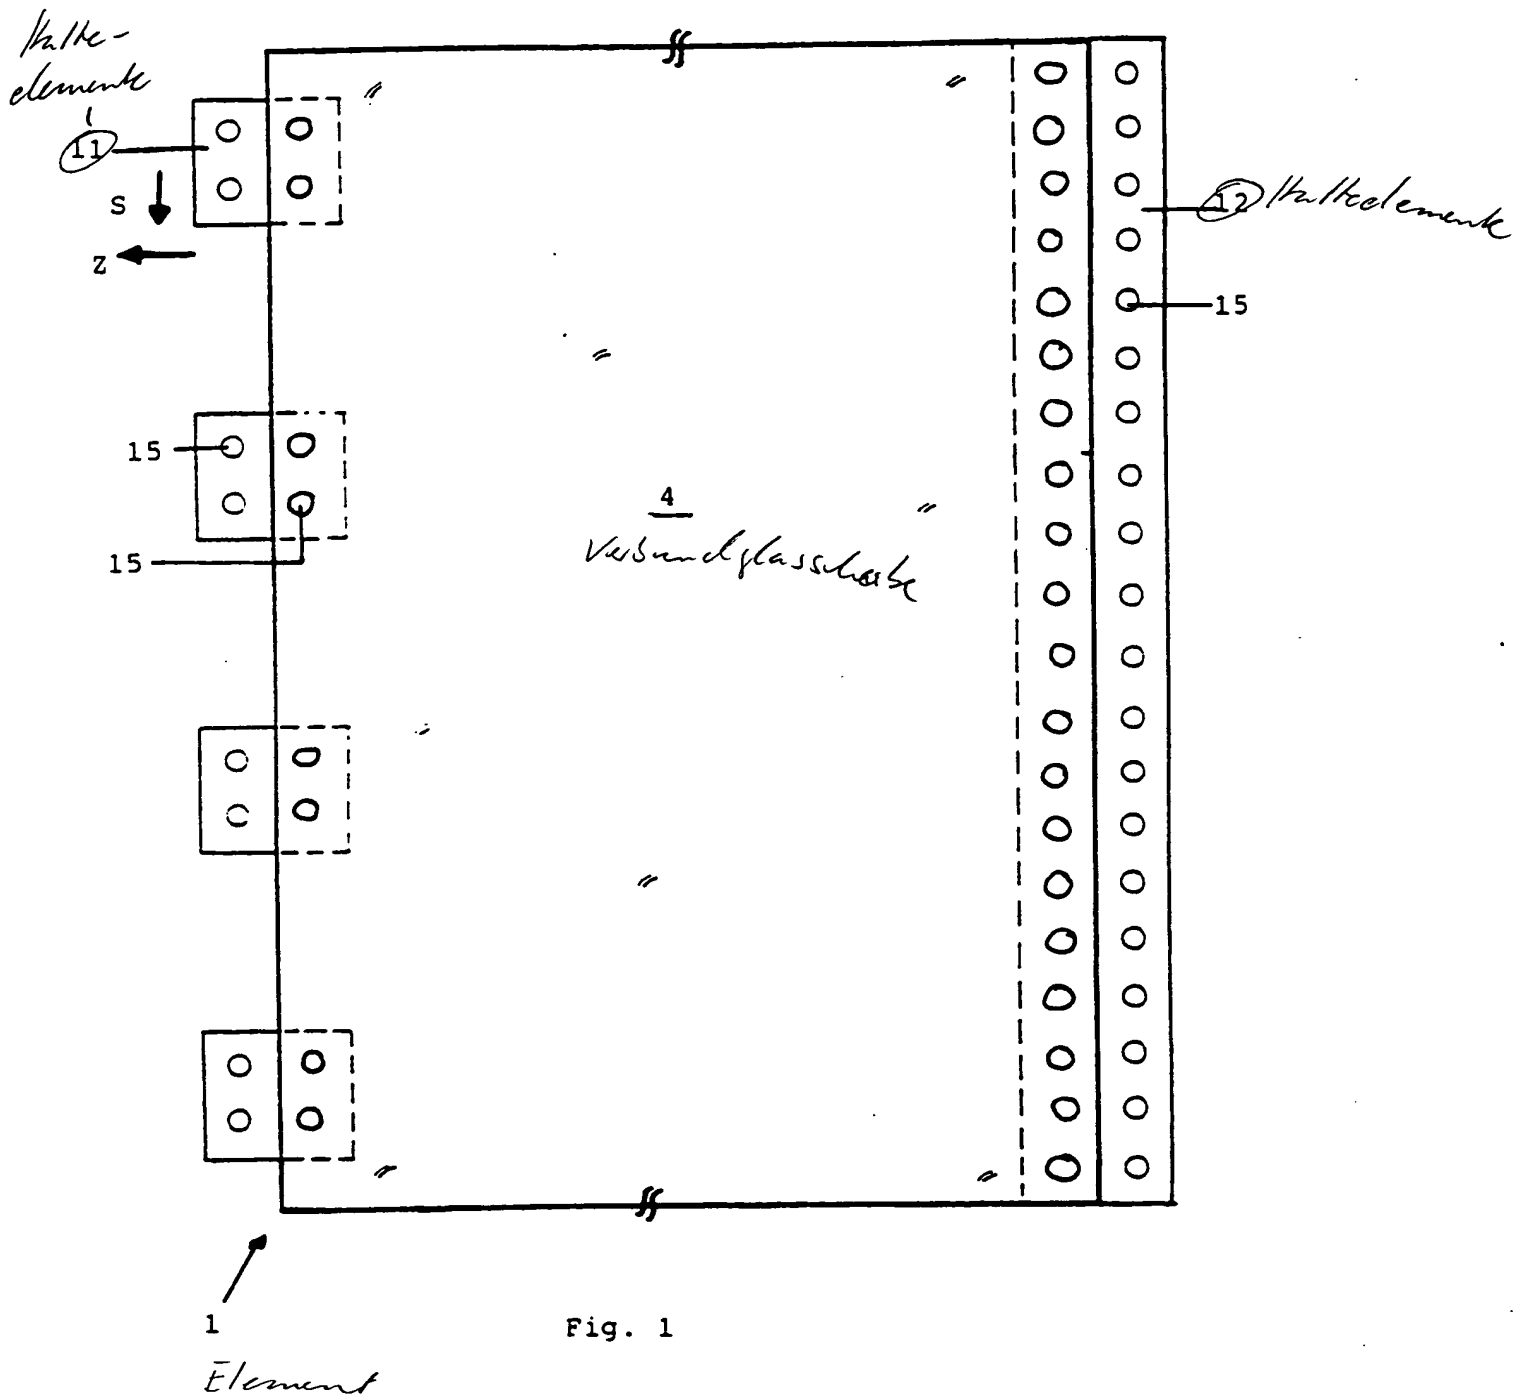 Halte-
elemente
11
S
Z
12 Halteelemente
15
15
15
4
Verbundglasscheibe
1
Fig. 1
Element